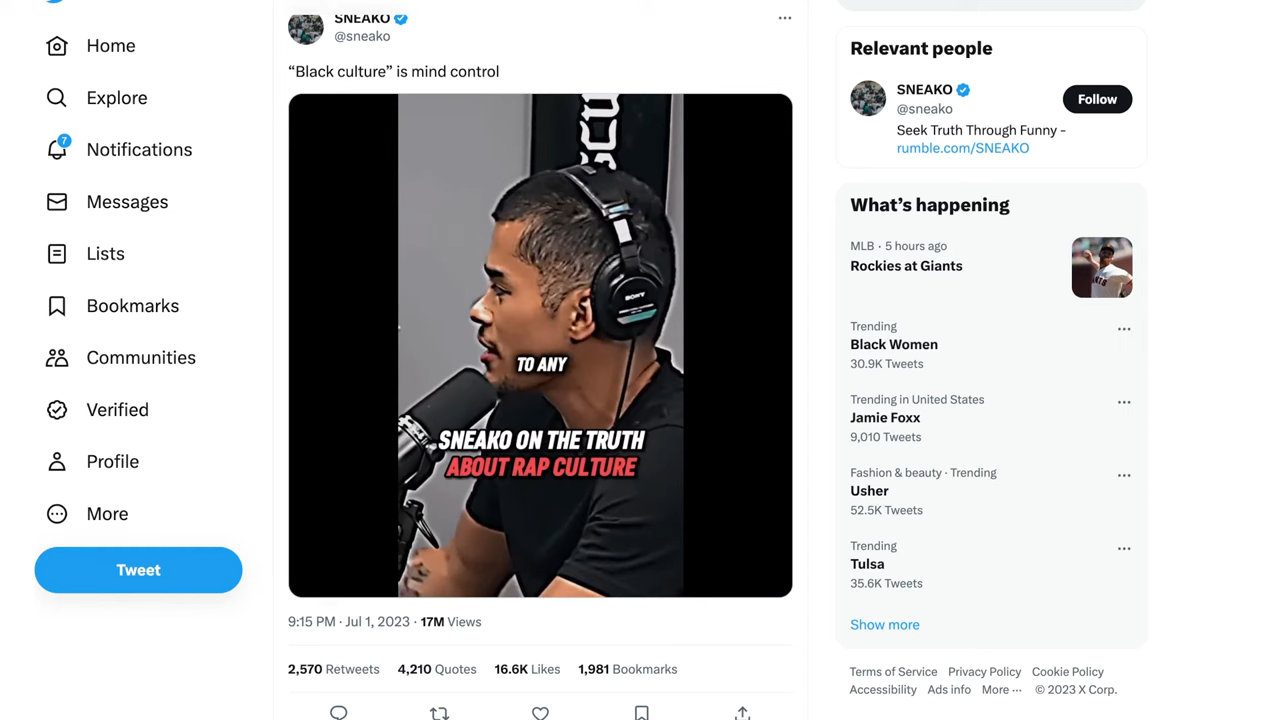 Home
Explore
7
Notifications
Messages
Lists
Bookmarks
Communities
Verified
Profile
More
Tweet
SNEAKO
@sneako
“Black culture” is mind control
SONY
TO ANY
SNEAKO ON THE TRUTH
ABOUT RAP CULTURE
9:15 PM · Jul 1, 2023 · 17M Views
2,570 Retweets 4,210 Quotes 16.6K Likes 1,981 Bookmarks
Relevant people
SNEAKO
@sneako
Follow
Seek Truth Through Funny -
rumble.com/SNEAKO
What’s happening
MLB · 5 hours ago
Rockies at Giants
Trending
Black Women
30.9K Tweets
Trending in United States
Jamie Foxx
9,010 Tweets
Fashion & beauty · Trending
Usher
52.5K Tweets
Trending
Tulsa
35.6K Tweets
Show more
Terms of Service Privacy Policy Cookie Policy
Accessibility Ads info More ··· © 2023 X Corp.